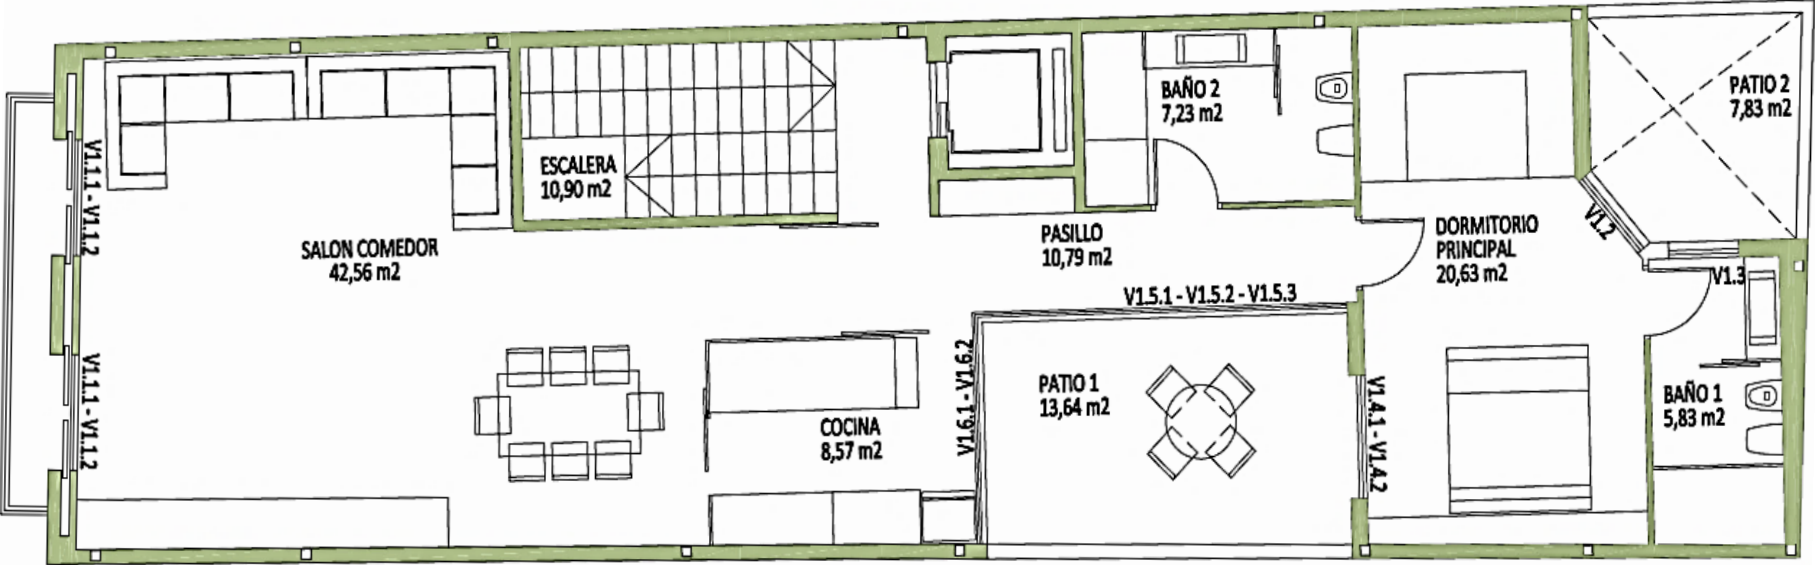 BAÑO 2
7,23 m2
PATIO 2
7,83 m2
V1.1.1 - V1.1.2
ESCALERA
10,90 m2
SALON COMEDOR
42,56 m2
PASILLO
10,79 m2
DORMITORIO
PRINCIPAL
20,63 m2
V1.2
V1.3
V1.5.1 - V1.5.2 - V1.5.3
V1.1.1 - V1.1.2
V1.6.1 - V1.6.2
PATIO 1
13,64 m2
V1.4.1 - V1.4.2
BAÑO 1
5,83 m2
COCINA
8,57 m2